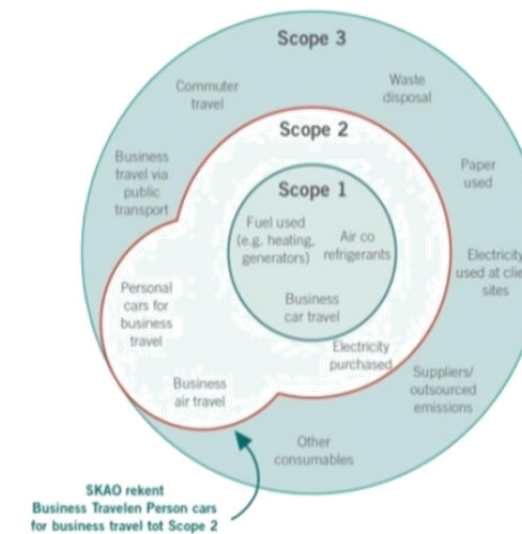 Scope 3
Commuter
travel
Waste
disposal
Scope 2
Business
travel via
public
transport
Paper
used
Scope 1
Fuel used
(e.g. heating,
generators)
Air co
refrigerants
Electricity
used at clie
sites
Personal
cars for
business
travel
Business
car travel
Electricity
purchased
Business
air travel
Suppliers/
outsourced
emissions
Other
consumables
SKAO rekent
Business Travelen Person cars
for business travel tot Scope 2